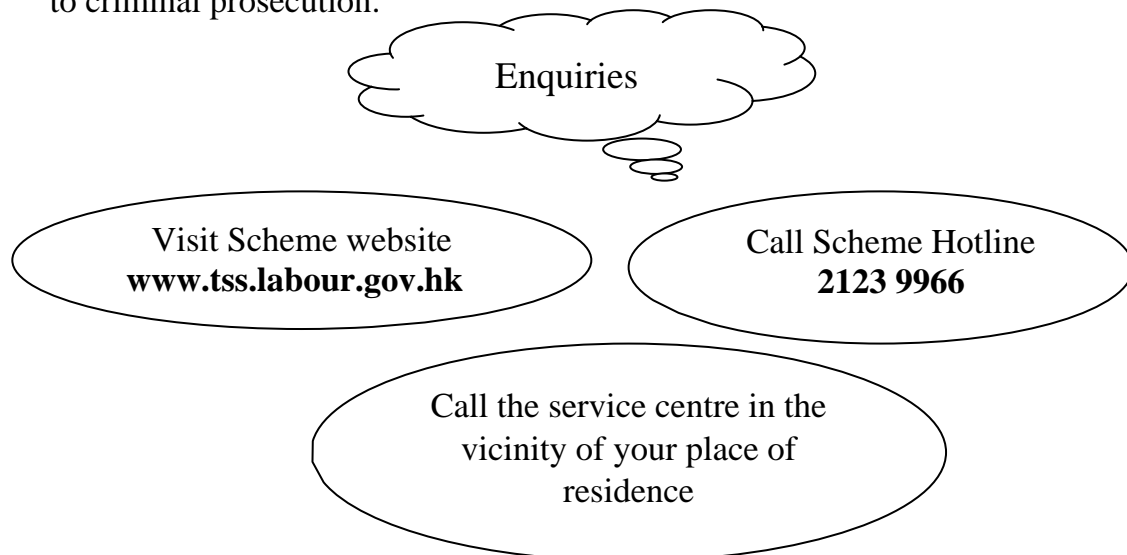 to criminal prosecution.
Enquiries
Visit Scheme website
www.tss.labour.gov.hk
Call Scheme Hotline
2123 9966
Call the service centre in the
vicinity of your place of
residence